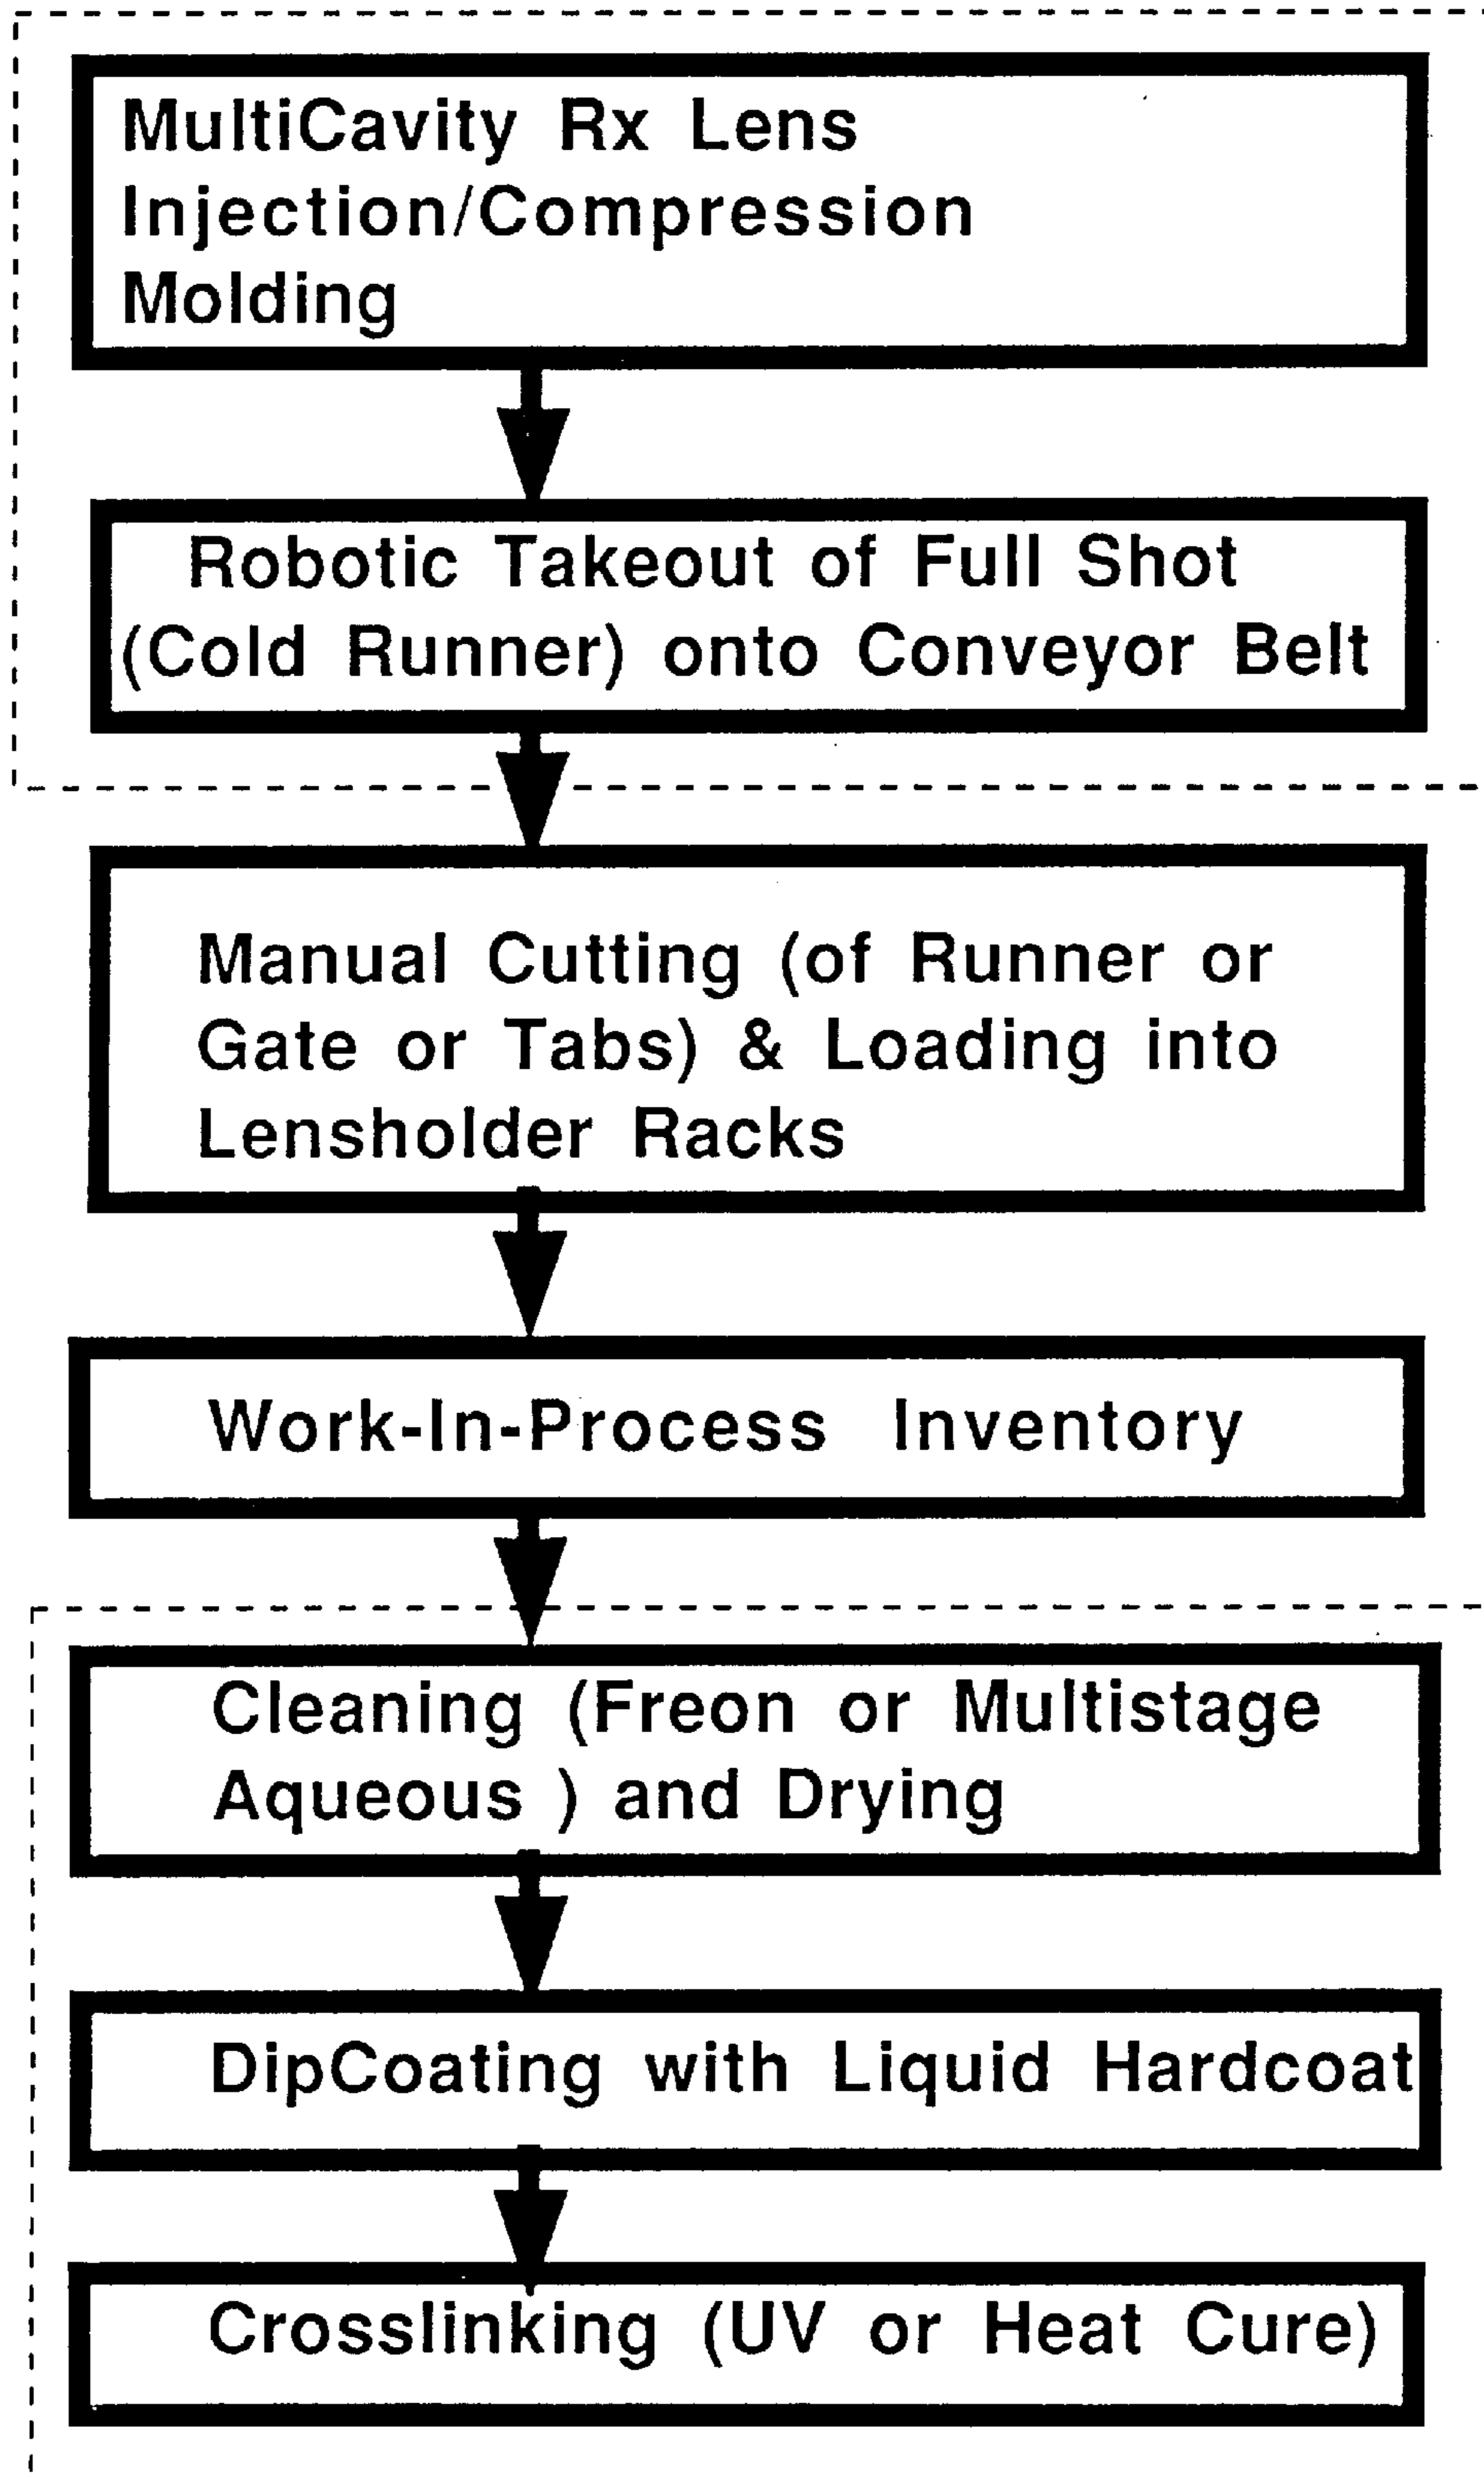 MultiCavity Rx Lens
Injection/Compression
Molding
Robotic Takeout of Full Shot
(Cold Runner) onto Conveyor Belt
Manual Cutting (of Runner or
Gate or Tabs) & Loading into
Lensholder Racks
Work-In-Process Inventory
Cleaning (Freon or Multistage
Aqueous ) and Drying
DipCoating with Liquid Hardcoat
Crosslinking (UV or Heat Cure)